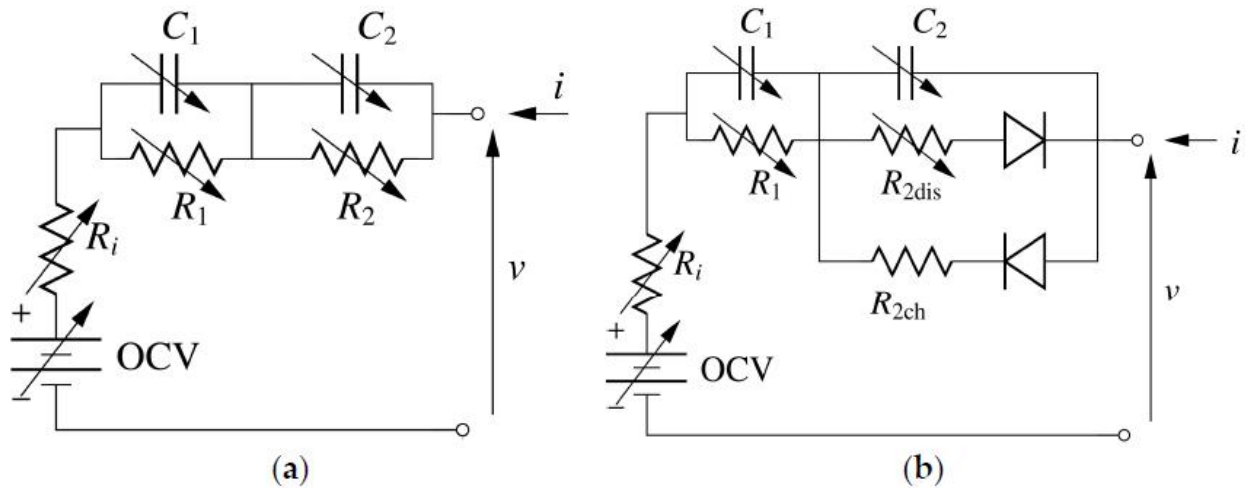 C₁ C₂
i
R₁ R₂
Rᵢ
v
+
OCV
−
(a)
C₁ C₂
i
R₁ R₂dis
Rᵢ
R₂ch
v
+
OCV
−
(b)